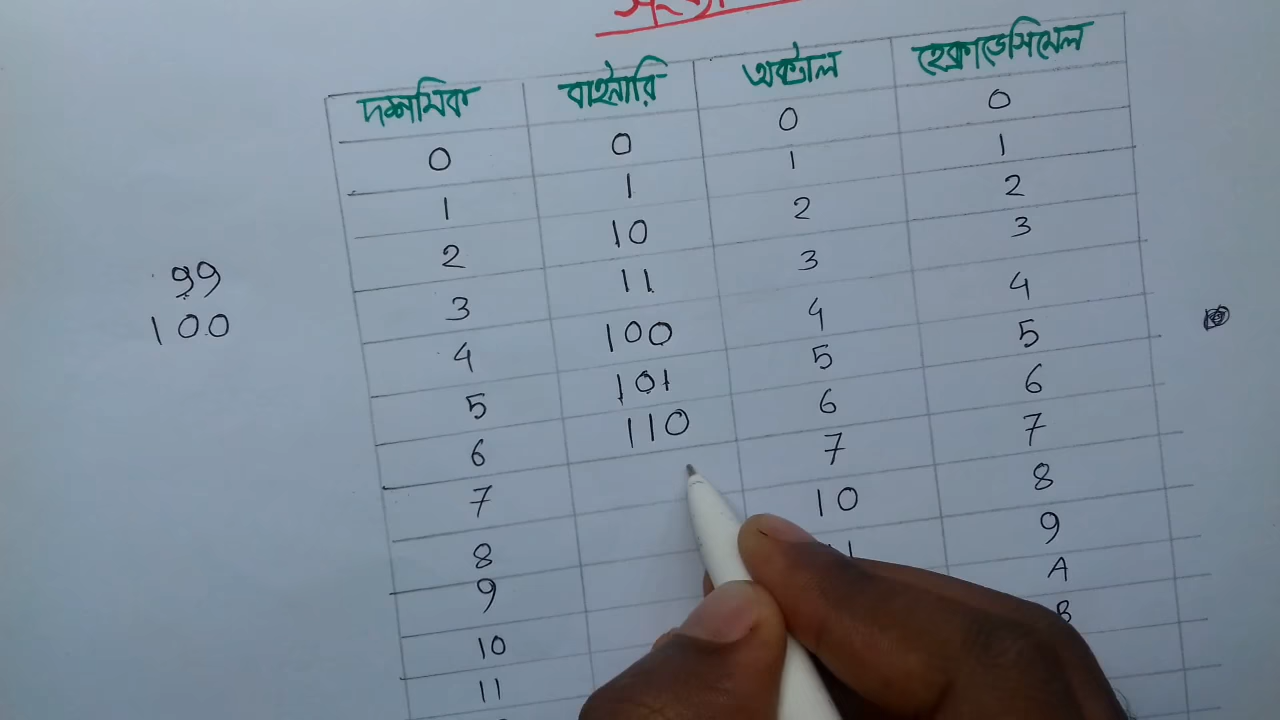 দশমিক বাইনারি অক্টাল হেক্সাডেসিমেল
0 0 0 0
1 1 1 1
2 10 2 2
3 11 3 3
4 100 4 4
5 101 5 5
6 110 6 6
7 7 7
8 10 8
9 9
10 A
11 B
99
100